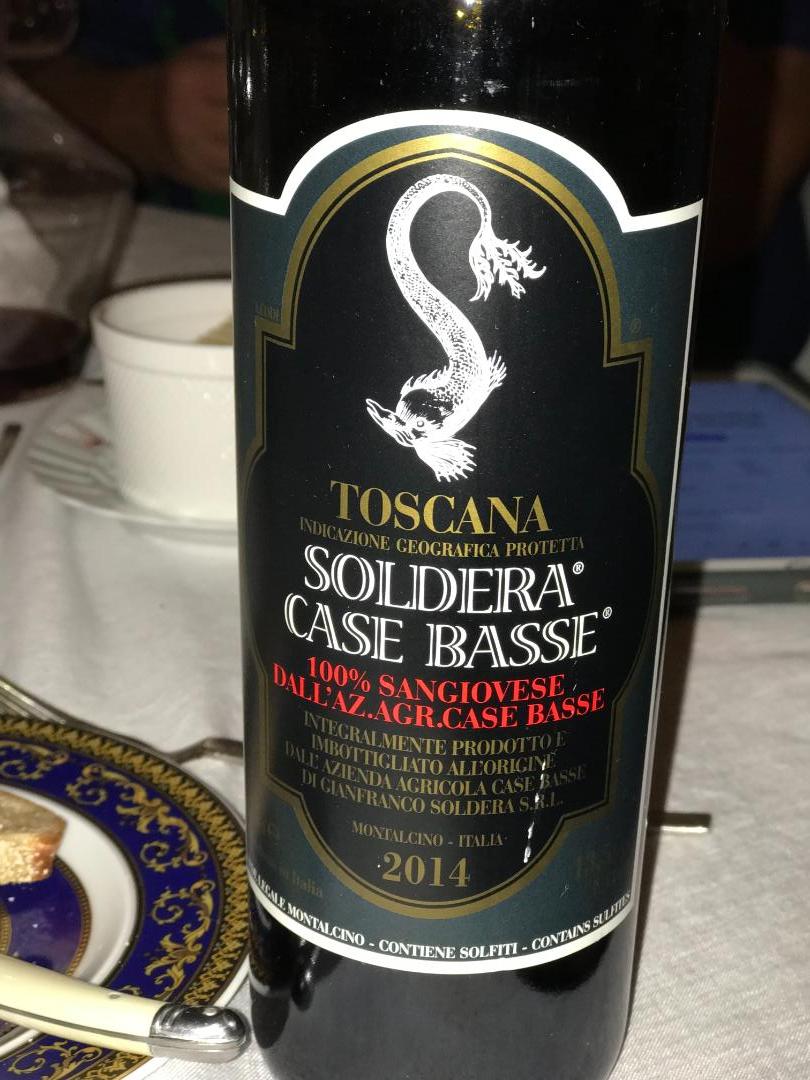 TOSCANA
INDICAZIONE GEOGRAFICA PROTETTA
SOLDERA®
CASE BASSE®
100% SANGIOVESE
DALL'AZ.AGR.CASE BASSE
INTEGRALMENTE PRODOTTO E
IMBOTTIGLIATO ALL'ORIGINE
DALL'AZIENDA AGRICOLA CASE BASSE
DI GIANFRANCO SOLDERA S.R.L.
MONTALCINO - ITALIA
2014
Italia
LEGALE MONTALCINO - CONTIENE SOLFITI - CONTAINS SULFITES